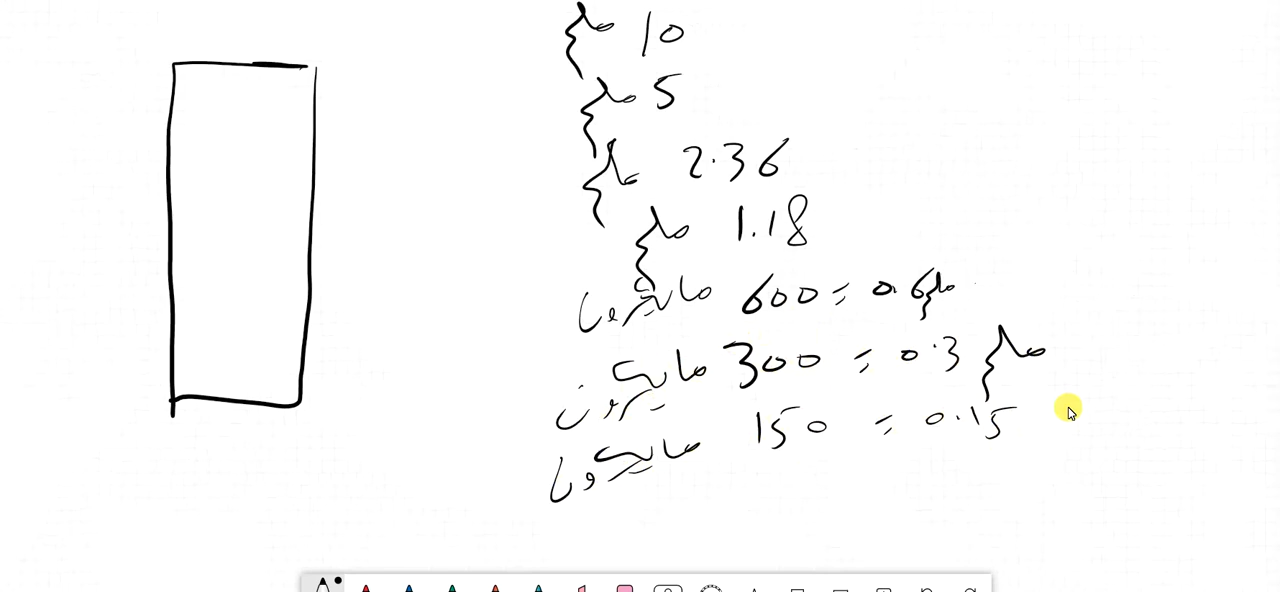 10 ملم
5 ملم
2.36 ملم
1.18 ملم
600 مايكرون = 0.6 ملم
300 مايكرون = 0.3 ملم
150 مايكرون = 0.15